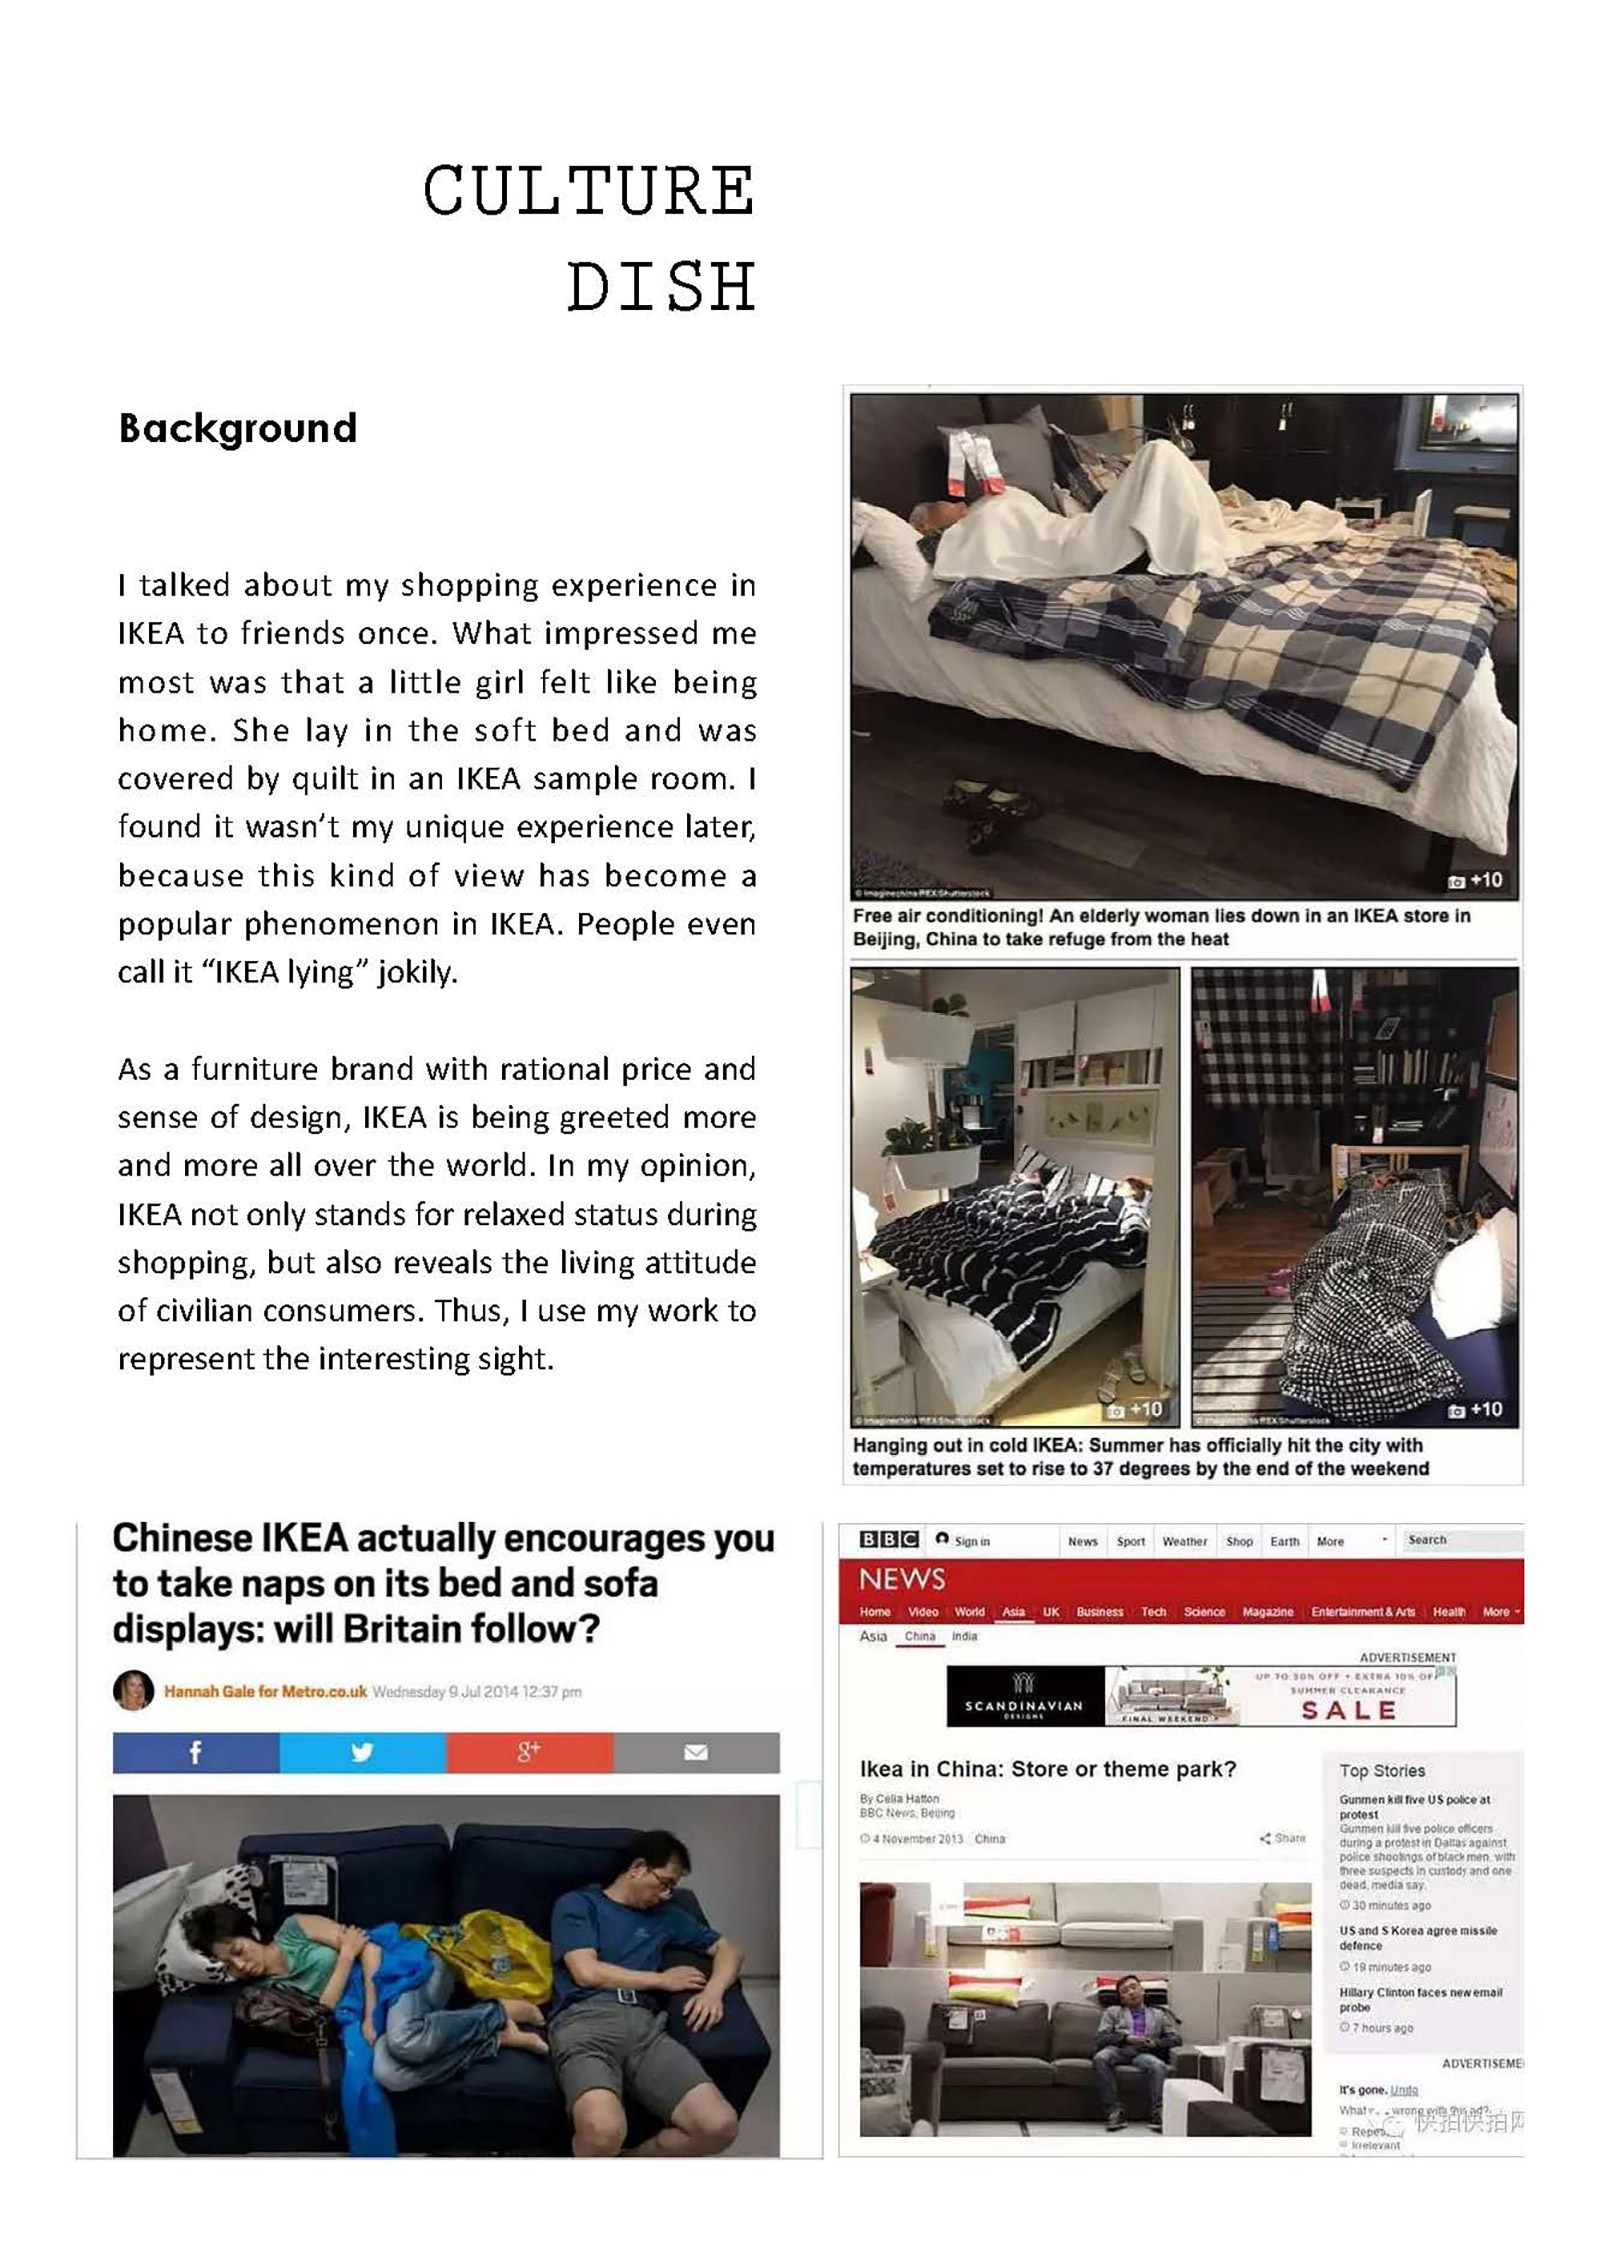 CULTURE
DISH
Background
I talked about my shopping experience in
IKEA to friends once. What impressed me
most was that a little girl felt like being
home. She lay in the soft bed and was
covered by quilt in an IKEA sample room. I
found it wasn't my unique experience later,
because this kind of view has become a
popular phenomenon in IKEA. People even
call it “IKEA lying” jokily.
As a furniture brand with rational price and
sense of design, IKEA is being greeted more
and more all over the world. In my opinion,
IKEA not only stands for relaxed status during
shopping, but also reveals the living attitude
of civilian consumers. Thus, I use my work to
represent the interesting sight.
© Imaginechina/REX/Shutterstock
+10
Free air conditioning! An elderly woman lies down in an IKEA store in
Beijing, China to take refuge from the heat
© Imaginechina/REX/Shutterstock
+10
© Imaginechina/REX/Shutterstock
+10
Hanging out in cold IKEA: Summer has officially hit the city with
temperatures set to rise to 37 degrees by the end of the weekend
Chinese IKEA actually encourages you
to take naps on its bed and sofa
displays: will Britain follow?
Hannah Gale for Metro.co.uk Wednesday 9 Jul 2014 12:37 pm
f
g+
BBC Sign in News Sport Weather Shop Earth More Search
NEWS
Home Video World Asia UK Business Tech Science Magazine Entertainment & Arts Health More
Asia China India
ADVERTISEMENT
SCANDINAVIAN
DESIGNS
FINAL WEEKEND
UP TO 50% OFF + EXTRA 10% OFF
SUMMER CLEARANCE
SALE
Ikea in China: Store or theme park?
By Celia Hatton
BBC News, Beijing
4 November 2013 China
Share
Top Stories
Gunmen kill five US police at
protest
Gunmen kill five police officers
during a protest in Dallas against
police shootings of black men, with
three suspects in custody and one
dead, media say.
30 minutes ago
US and S Korea agree missile
defence
19 minutes ago
Hillary Clinton faces new email
probe
7 hours ago
ADVERTISEME
It's gone. Undo
What wrong with this ad?
快拍快拍网
Irrelevant